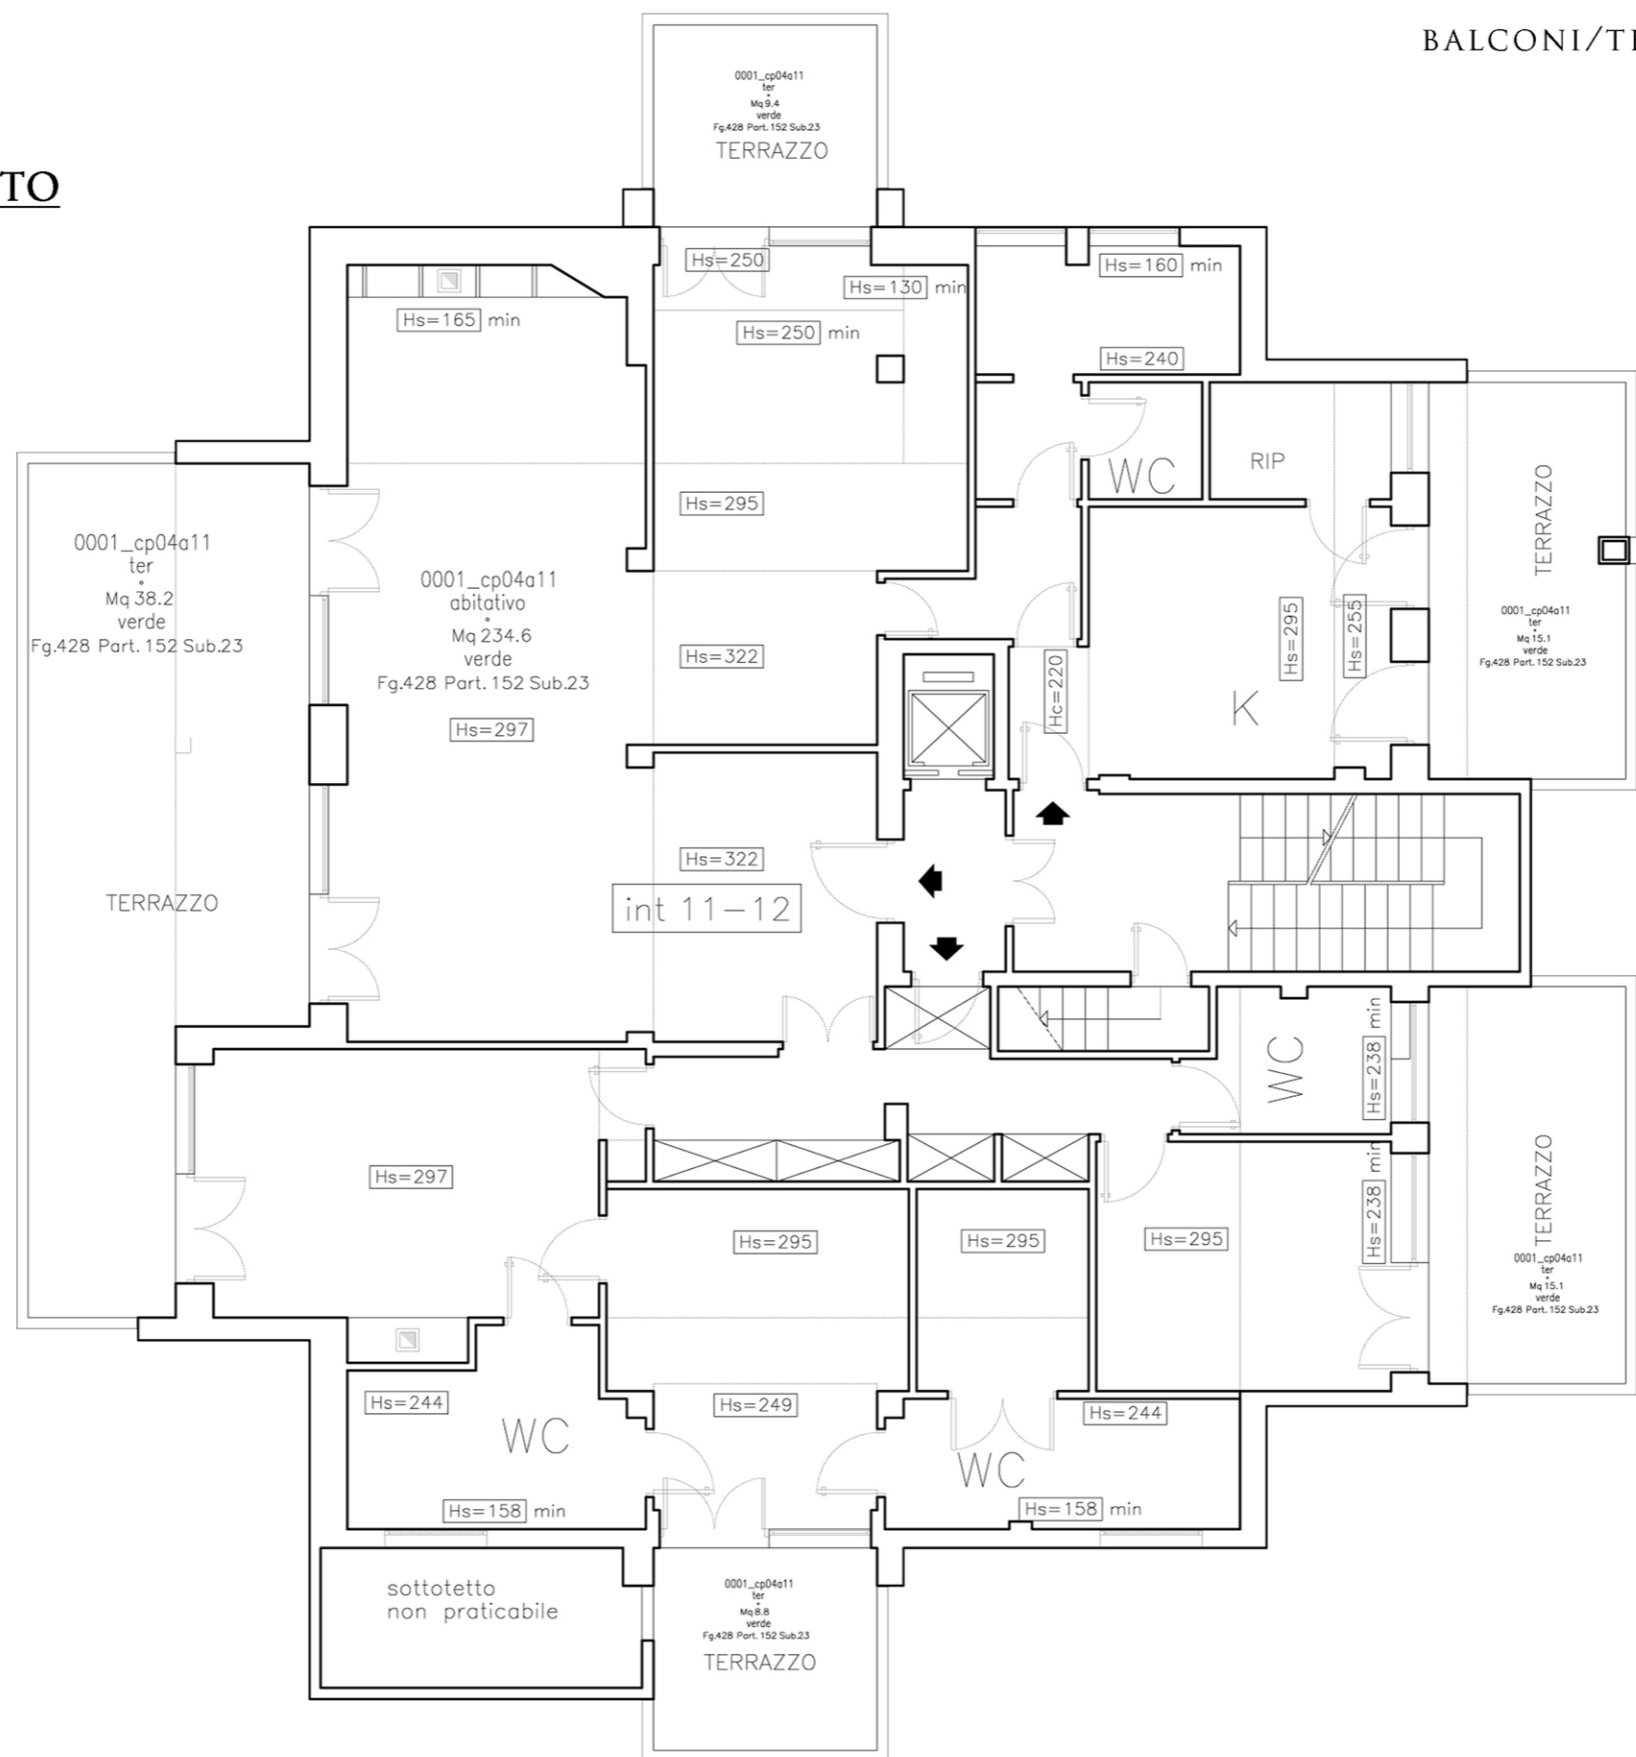 BALCONI/TE
TO
0001_cp04a11
ter
Mq 9.4
verde
Fg.428 Part. 152 Sub.23
TERRAZZO
Hs=250
Hs=130 min
Hs=250 min
Hs=165 min
Hs=160 min
Hs=240
WC
RIP
Hs=295
0001_cp04a11
ter
Mq 38.2
verde
Fg.428 Part. 152 Sub.23
TERRAZZO
0001_cp04a11
abitativo
Mq 234.6
verde
Fg.428 Part. 152 Sub.23
Hs=297
Hs=322
Hc=220
Hs=295
Hs=255
K
TERRAZZO
0001_cp04a11
ter
Mq 15.1
verde
Fg.428 Part. 152 Sub.23
Hs=322
int 11-12
WC
Hs=238 min
Hs=238 min
Hs=297
Hs=295
Hs=295
Hs=295
TERRAZZO
0001_cp04a11
ter
Mq 15.1
verde
Fg.428 Part. 152 Sub.23
Hs=244
WC
Hs=249
Hs=244
WC
Hs=158 min
Hs=158 min
sottotetto
non praticabile
0001_cp04a11
ter
Mq 8.8
verde
Fg.428 Part. 152 Sub.23
TERRAZZO